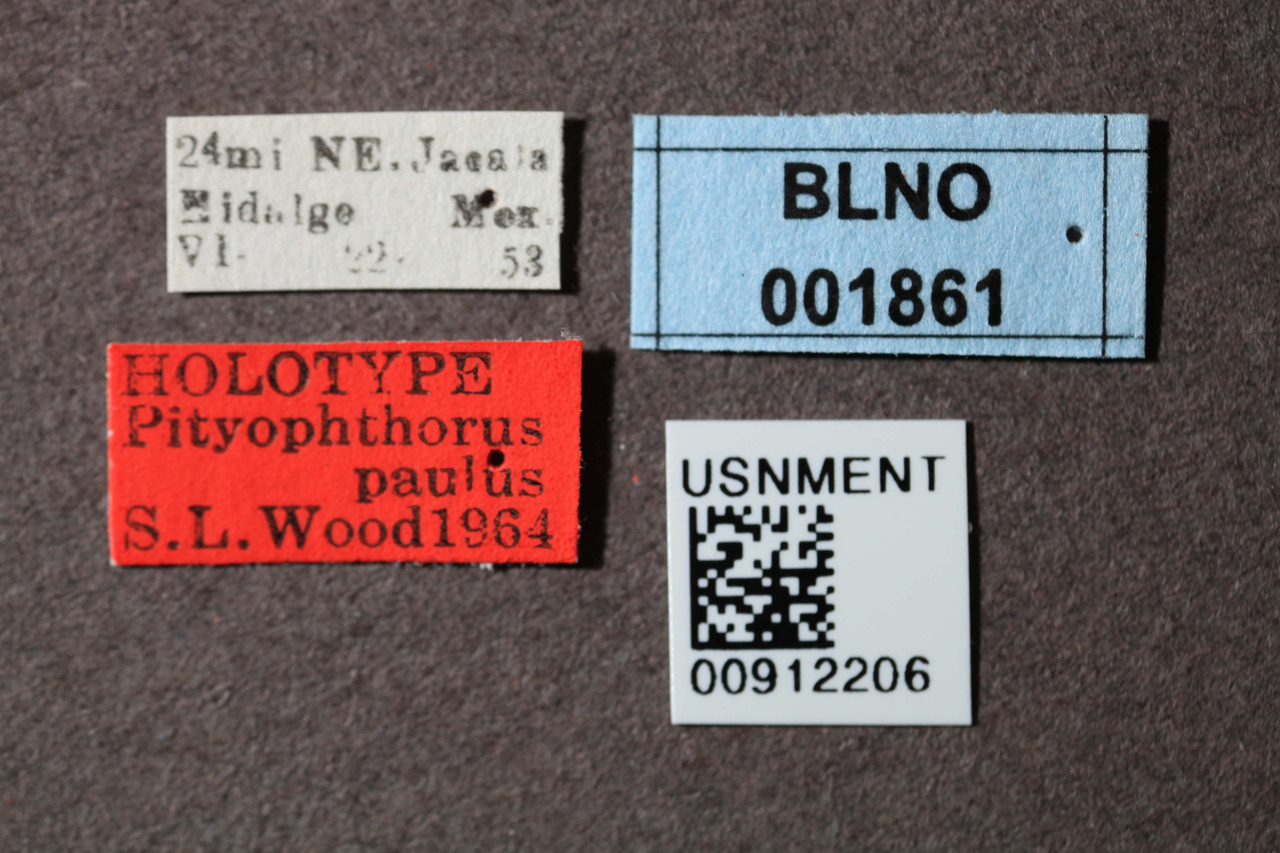 24mi NE. Jacala
Hidalgo Mex.
VI- 22- 53
BLNO
001861
HOLOTYPE
Pityophthorus
paulus
S.L.Wood1964
USNMENT
00912206